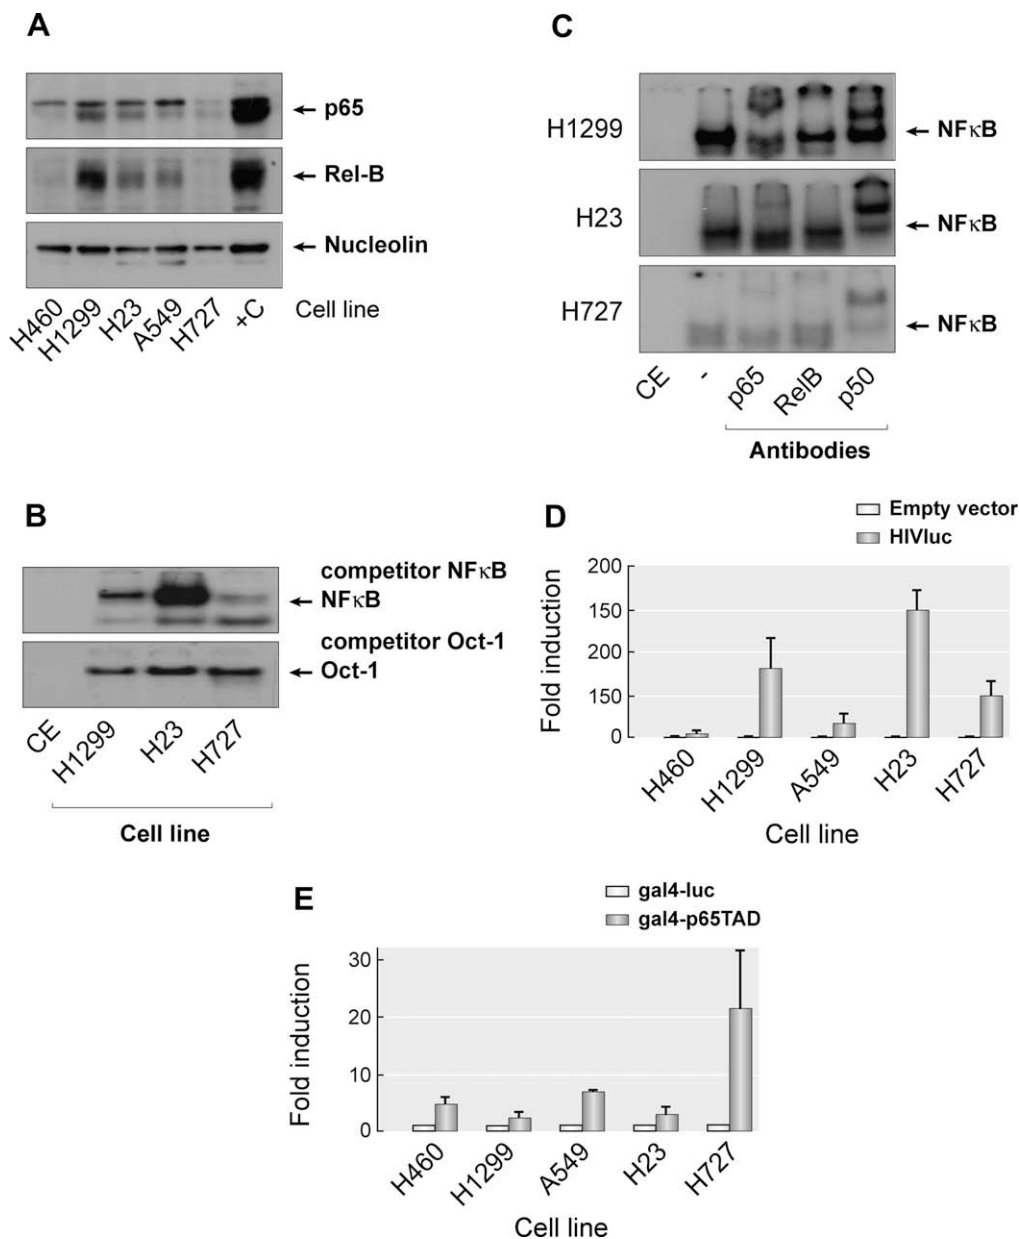 A
p65
Rel-B
Nucleolin
H460
H1299
H23
A549
H727
+C
Cell line
C
H1299
NFκB
H23
NFκB
H727
NFκB
CE
-
p65
RelB
p50
Antibodies
B
competitor NFκB
NFκB
competitor Oct-1
Oct-1
CE
H1299
H23
H727
Cell line
D
Empty vector
HIVluc
Fold induction
200
150
200
150
0
H460
H1299
A549
H23
H727
Cell line
E
gal4-luc
gal4-p65TAD
Fold induction
30
20
10
0
H460
H1299
A549
H23
H727
Cell line